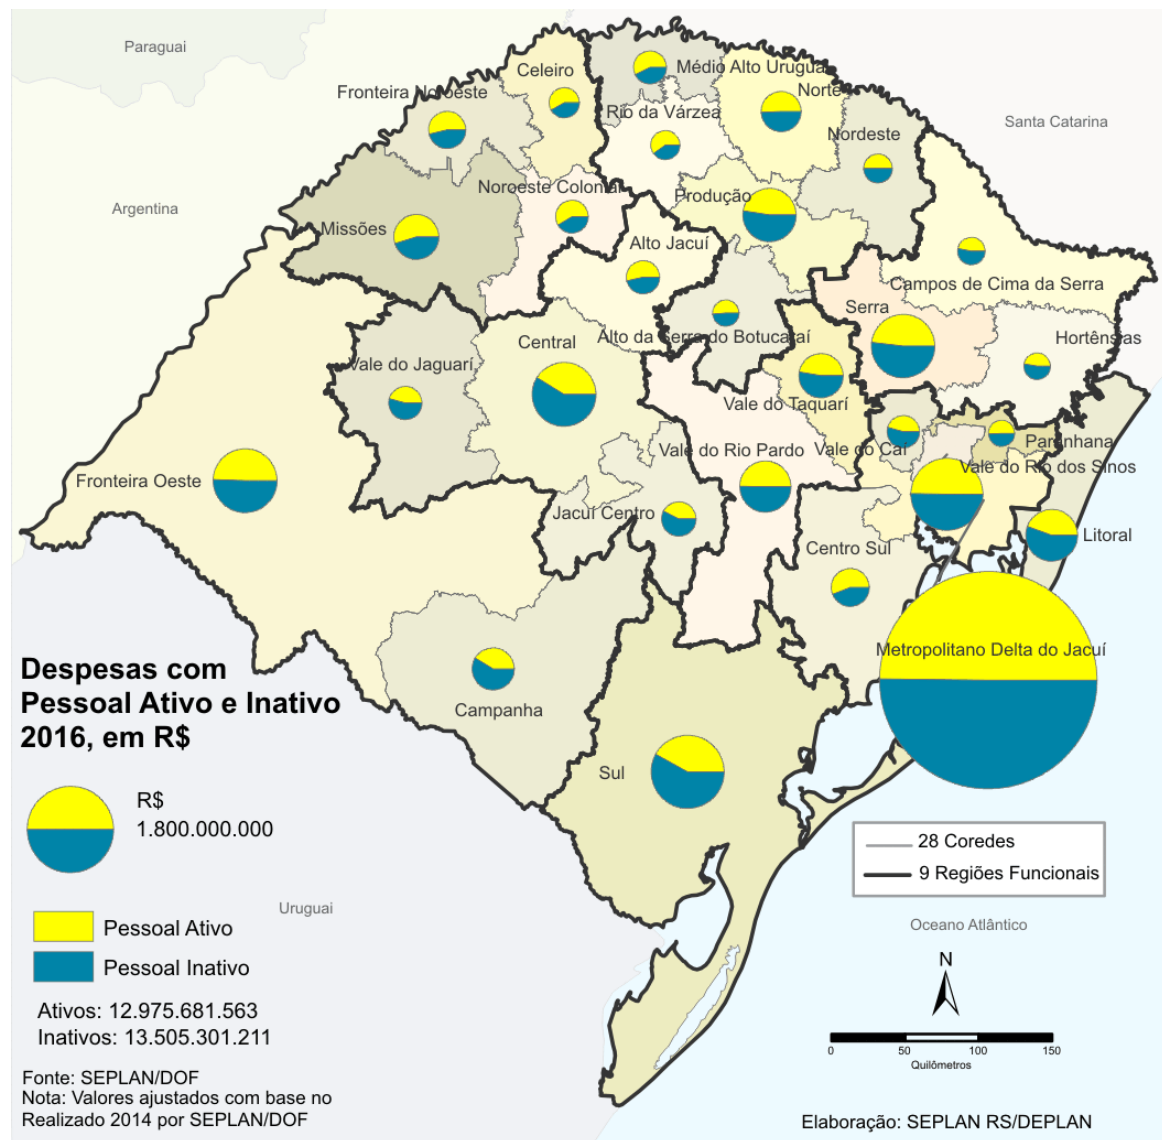 Paraguai
Santa Catarina
Argentina
Celeiro
Médio Alto Uruguai
Fronteira Noroeste
Norte
Rio da Várzea
Nordeste
Noroeste Colonial
Produção
Missões
Alto Jacuí
Campos de Cima da Serra
Serra
Central
Alto da Serra do Botucaraí
Hortênsias
Vale do Jaguarí
Vale do Taquarí
Paranhana
Vale do Rio Pardo
Vale do Caí
Vale do Rio dos Sinos
Fronteira Oeste
Jacuí Centro
Litoral
Centro Sul
Metropolitano Delta do Jacuí
Campanha
Sul
Despesas com
Pessoal Ativo e Inativo
2016, em R$
R$
1.800.000.000
28 Coredes
9 Regiões Funcionais
Uruguai
Oceano Atlântico
Pessoal Ativo
Pessoal Inativo
N
Ativos: 12.975.681.563
Inativos: 13.505.301.211
0 50 100 150
Quilômetros
Fonte: SEPLAN/DOF
Nota: Valores ajustados com base no
Realizado 2014 por SEPLAN/DOF
Elaboração: SEPLAN RS/DEPLAN